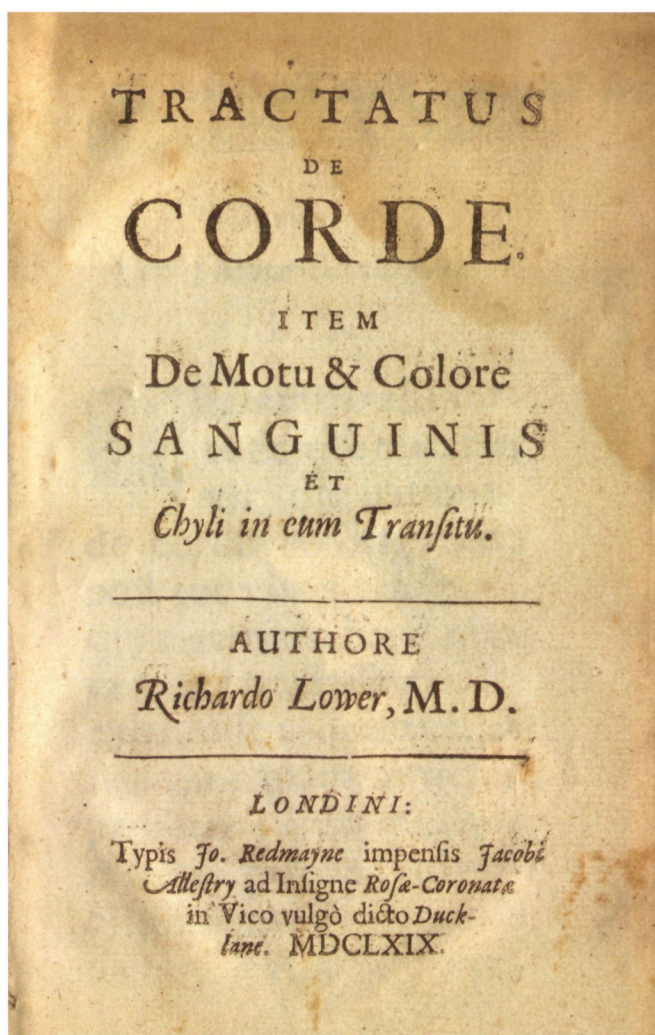 TRACTATUS
DE
CORDE.
ITEM
De Motu & Colore
SANGUINIS
ET
Chyli in eum Tranſitu.
AUTHORE
Richardo Lower, M.D.
LONDINI:
Typis Jo. Redmayne impenſis Jacobi
Alleſtry ad Inſigne Roſæ-Coronatæ
in Vico vulgò dicto Duck-
lane. MDCLXIX.